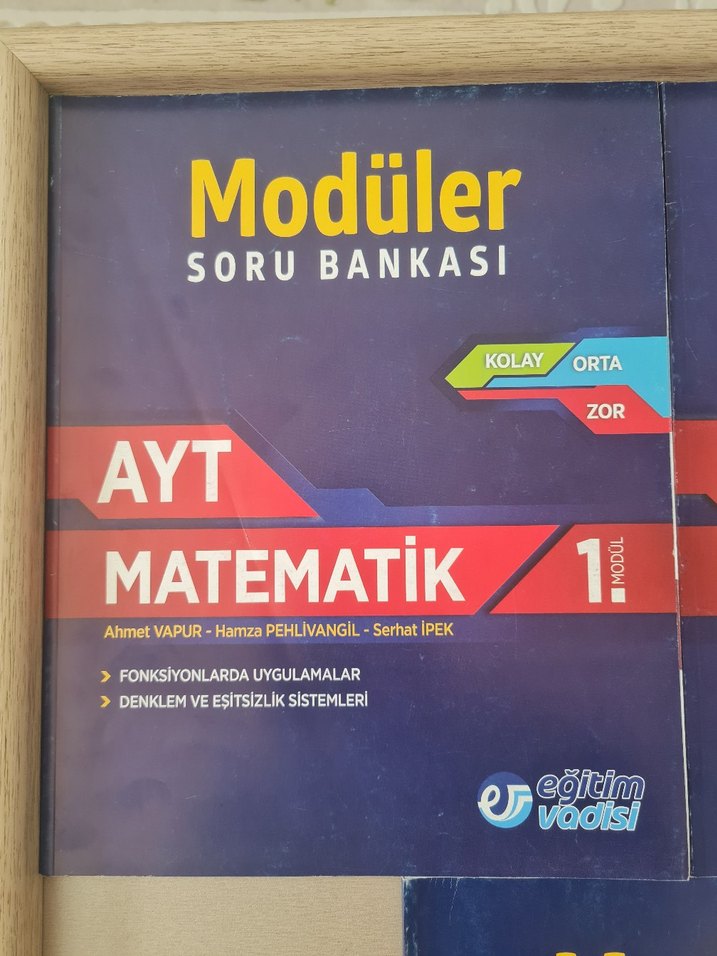 Modüler
SORU BANKASI
KOLAY
ORTA
ZOR
AYT
MATEMATİK
1.
MODÜL
Ahmet VAPUR - Hamza PEHLİVANGİL - Serhat İPEK
FONKSİYONLARDA UYGULAMALAR
DENKLEM VE EŞİTSİZLİK SİSTEMLERİ
eğitim
vadisi